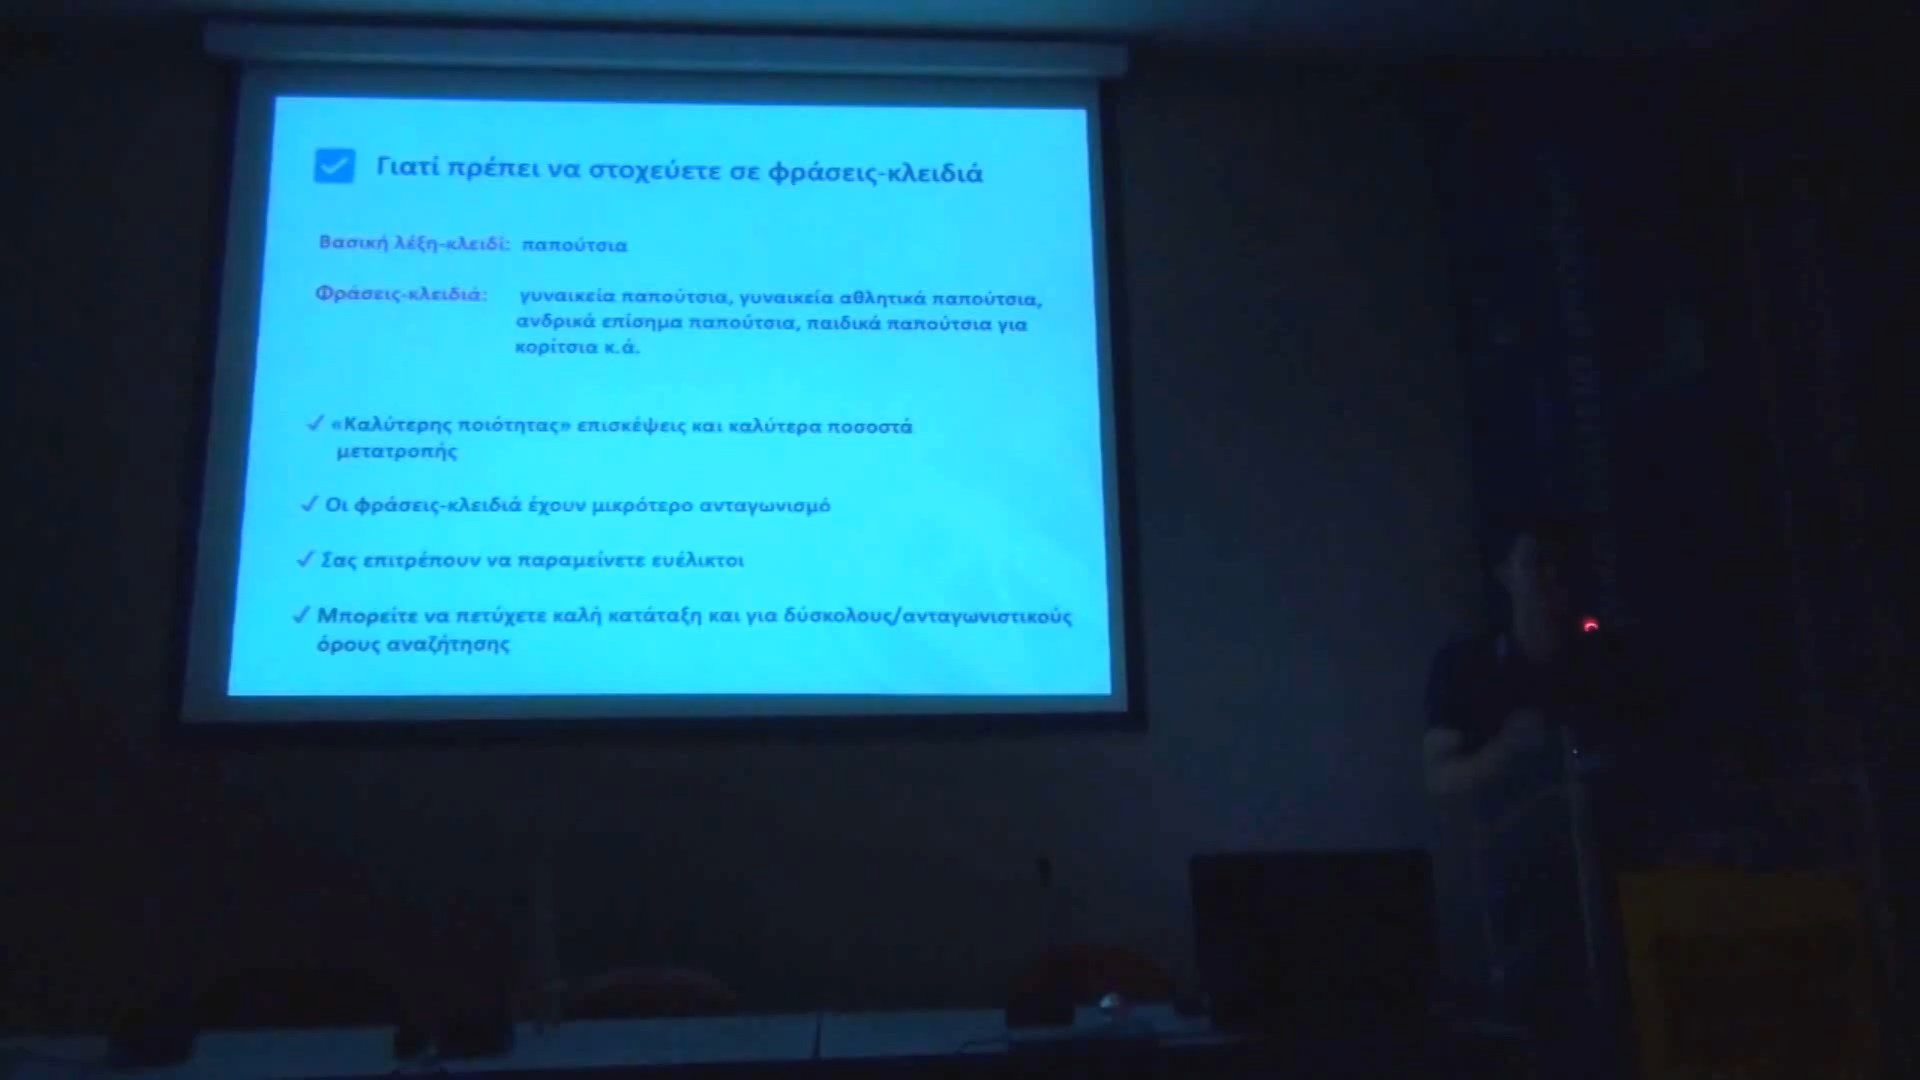 Γιατί πρέπει να στοχεύετε σε φράσεις-κλειδιά
Βασική λέξη-κλειδί: παπούτσια
Φράσεις-κλειδιά: γυναικεία παπούτσια, γυναικεία αθλητικά παπούτσια,
ανδρικά επίσημα παπούτσια, παιδικά παπούτσια για
κορίτσια κ.ά.
✓ «Καλύτερης ποιότητας» επισκέψεις και καλύτερα ποσοστά
μετατροπής
✓ Οι φράσεις-κλειδιά έχουν μικρότερο ανταγωνισμό
✓ Σας επιτρέπουν να παραμείνετε ευέλικτοι
✓ Μπορείτε να πετύχετε καλή κατάταξη και για δύσκολους/ανταγωνιστικούς
όρους αναζήτησης